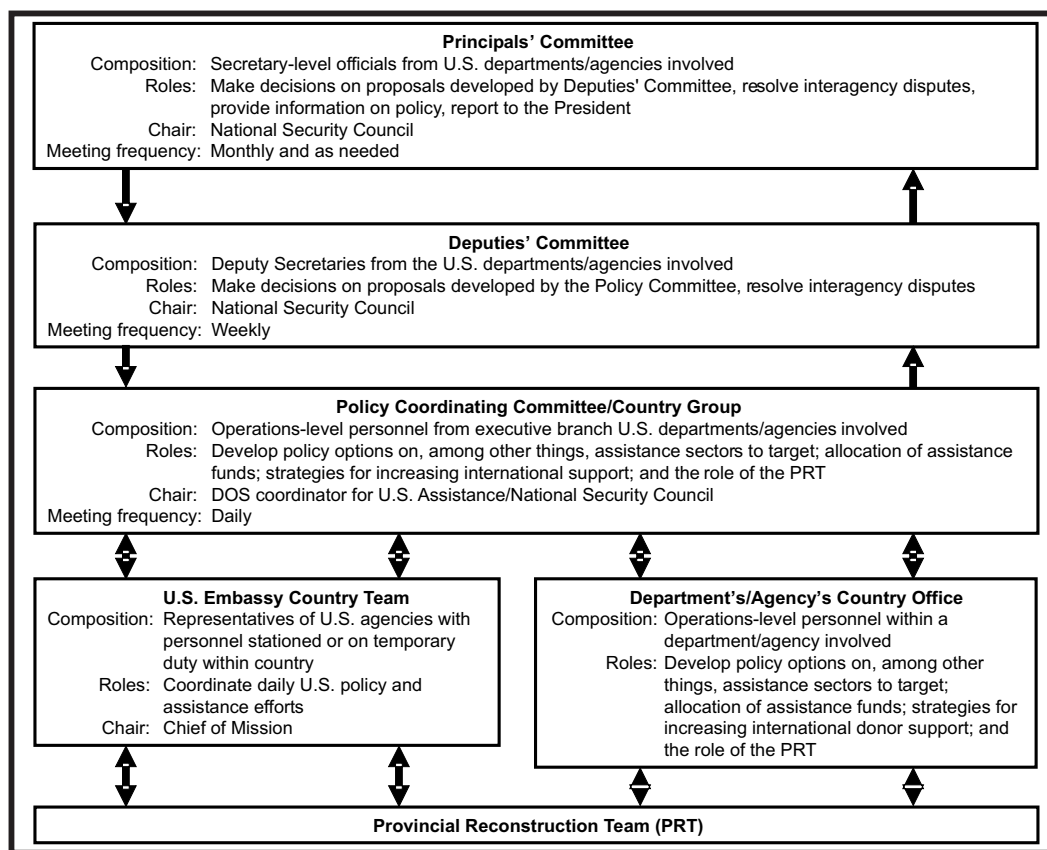 Principals’ Committee
Composition: Secretary-level officials from U.S. departments/agencies involved
Roles: Make decisions on proposals developed by Deputies' Committee, resolve interagency disputes,
provide information on policy, report to the President
Chair: National Security Council
Meeting frequency: Monthly and as needed
Deputies’ Committee
Composition: Deputy Secretaries from the U.S. departments/agencies involved
Roles: Make decisions on proposals developed by the Policy Committee, resolve interagency disputes
Chair: National Security Council
Meeting frequency: Weekly
Policy Coordinating Committee/Country Group
Composition: Operations-level personnel from executive branch U.S. departments/agencies involved
Roles: Develop policy options on, among other things, assistance sectors to target; allocation of assistance
funds; strategies for increasing international support; and the role of the PRT
Chair: DOS coordinator for U.S. Assistance/National Security Council
Meeting frequency: Daily
U.S. Embassy Country Team
Composition: Representatives of U.S. agencies with
personnel stationed or on temporary
duty within country
Roles: Coordinate daily U.S. policy and
assistance efforts
Chair: Chief of Mission
Department’s/Agency’s Country Office
Composition: Operations-level personnel within a
department/agency involved
Roles: Develop policy options on, among other
things, assistance sectors to target;
allocation of assistance funds; strategies for
increasing international donor support; and
the role of the PRT
Provincial Reconstruction Team (PRT)